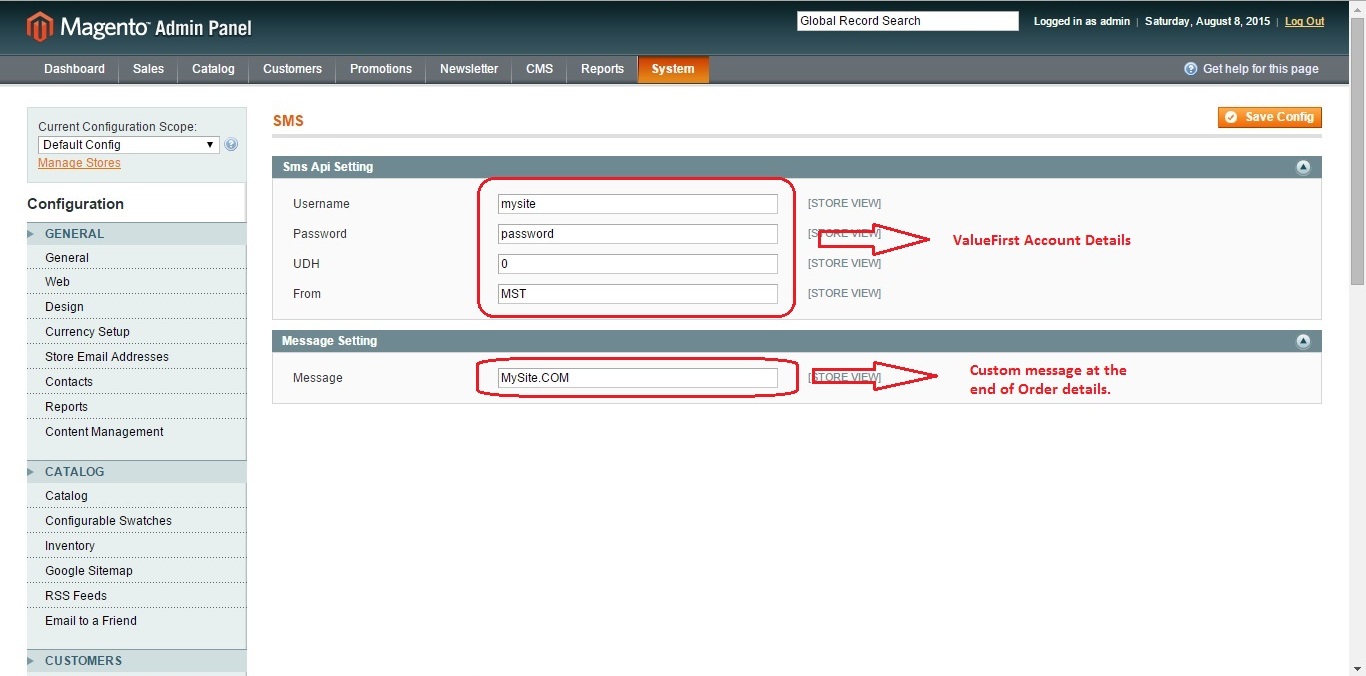 Magento™ Admin Panel
Global Record Search
Logged in as admin | Saturday, August 8, 2015 | Log Out
Dashboard Sales Catalog Customers Promotions Newsletter CMS Reports System
Get help for this page
Current Configuration Scope:
Default Config
Manage Stores
Configuration
GENERAL
General
Web
Design
Currency Setup
Store Email Addresses
Contacts
Reports
Content Management
CATALOG
Catalog
Configurable Swatches
Inventory
Google Sitemap
RSS Feeds
Email to a Friend
CUSTOMERS
SMS
Save Config
Sms Api Setting
Username mysite [STORE VIEW]
Password password [STORE VIEW]
ValueFirst Account Details
UDH 0 [STORE VIEW]
From MST [STORE VIEW]
Message Setting
Message MySite.COM [STORE VIEW]
Custom message at the
end of Order details.